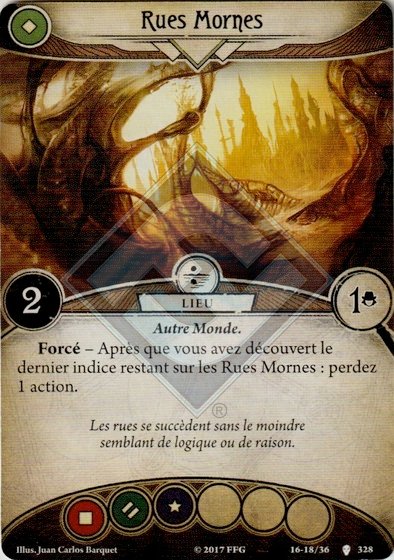 Rues Mornes
2
LIEU
1
Autre Monde.
Forcé – Après que vous avez découvert le
dernier indice restant sur les Rues Mornes : perdez
1 action.
®
Les rues se succèdent sans le moindre
semblant de logique ou de raison.
Illus. Juan Carlos Barquet
© 2017 FFG
16-18/36
328